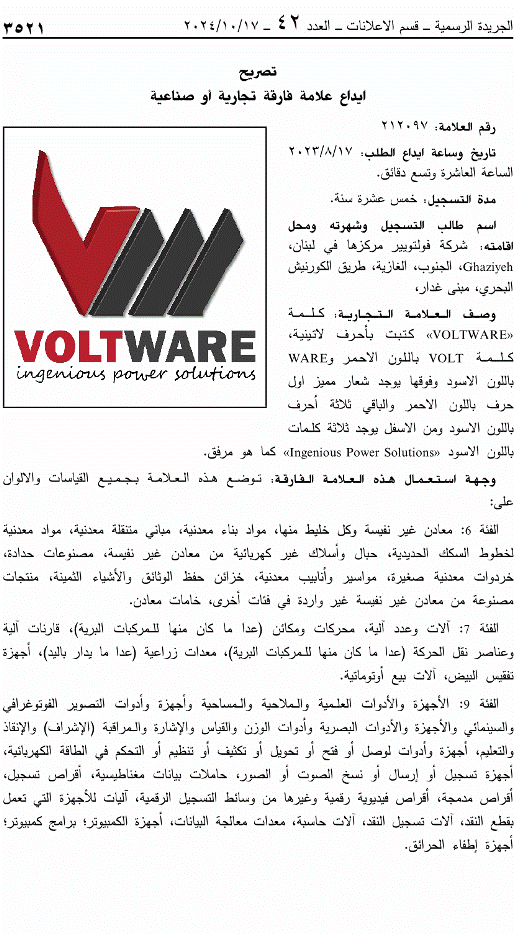 الجريدة الرسمية ــ قسم الاعلانات ــ العدد ٤٢ ــ ٢٠٢٤/١٠/١٧
٣٥٢١
تصريح
ايداع علامة فارقة تجارية أو صناعية
رقم العلامة: ٢١٢٠٩٧
تاريخ وساعة ايداع الطلب: ٢٠٢٣/٨/١٧
الساعة العاشرة وتسع دقائق.
مدة التسجيل: خمس عشرة سنة.
اسم طالب التسجيل وشهرته ومحل
اقامته: شركة فولتويير مركزها في لبنان،
Ghaziyeh، الجنوب، الغازية، طريق الكورنيش
البحري، مبنى غدار،
وصف العلامة التجارية: كلمة
«VOLTWARE» كتبت بأحرف لاتينية،
كلمة VOLT باللون الاحمر وWARE
باللون الاسود وفوقها يوجد شعار مميز اول
حرف باللون الاحمر والباقي ثلاثة أحرف
باللون الاسود ومن الاسفل يوجد ثلاثة كلمات
باللون الاسود «Ingenious Power Solutions» كما هو مرفق.
VOLTWARE
ingenious power solutions
وجهة استعمال هذه العلامة الفارقة: توضع هذه العلامة بجميع القياسات والالوان
على:
الفئة 6: معادن غير نفيسة وكل خليط منها، مواد بناء معدنية، مباني متنقلة معدنية، مواد معدنية
لخطوط السكك الحديدية، حبال وأسلاك غير كهربائية من معادن غير نفيسة، مصنوعات حدادة،
خردوات معدنية صغيرة، مواسير وأنابيب معدنية، خزائن حفظ الوثائق والأشياء الثمينة، منتجات
مصنوعة من معادن غير نفيسة غير واردة في فئات أخرى، خامات معادن.
الفئة 7: آلات وعدد آلية، محركات ومكائن (عدا ما كان منها للمركبات البرية)، قارنات آلية
وعناصر نقل الحركة (عدا ما كان منها للمركبات البرية)، معدات زراعية (عدا ما يدار باليد)، أجهزة
تفقيس البيض، آلات بيع أوتوماتية.
الفئة 9: الأجهزة والأدوات العلمية والملاحية والمساحية وأجهزة وأدوات التصوير الفوتوغرافي
والسينمائي والأجهزة والأدوات البصرية وأدوات الوزن والقياس والإشارة والمراقبة (الإشراف) والإنقاذ
والتعليم، أجهزة وأدوات لوصل أو فتح أو تحويل أو تكثيف أو تنظيم أو التحكم في الطاقة الكهربائية،
أجهزة تسجيل أو إرسال أو نسخ الصوت أو الصور، حاملات بيانات مغناطيسية، أقراص تسجيل،
أقراص مدمجة، أقراص فيديوية رقمية وغيرها من وسائط التسجيل الرقمية، آليات للأجهزة التي تعمل
بقطع النقد، آلات تسجيل النقد، آلات حاسبة، معدات معالجة البيانات، أجهزة الكمبيوتر؛ برامج كمبيوتر؛
أجهزة إطفاء الحرائق.